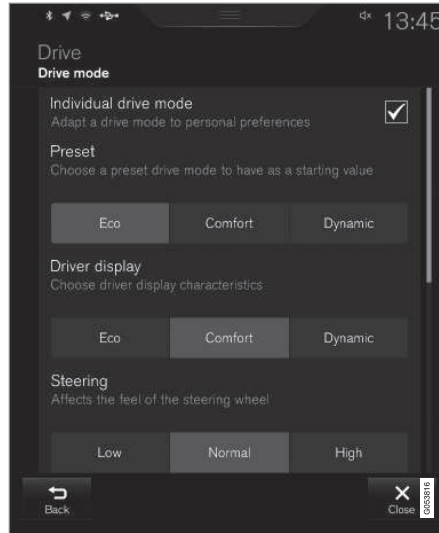 13:45
Drive
Drive mode
Individual drive mode
Adapt a drive mode to personal preferences
Preset
Choose a preset drive mode to have as a starting value
Eco Comfort Dynamic
Driver display
Choose driver display characteristics
Eco Comfort Dynamic
Steering
Affects the feel of the steering wheel
Low Normal High
Back Close
G053816